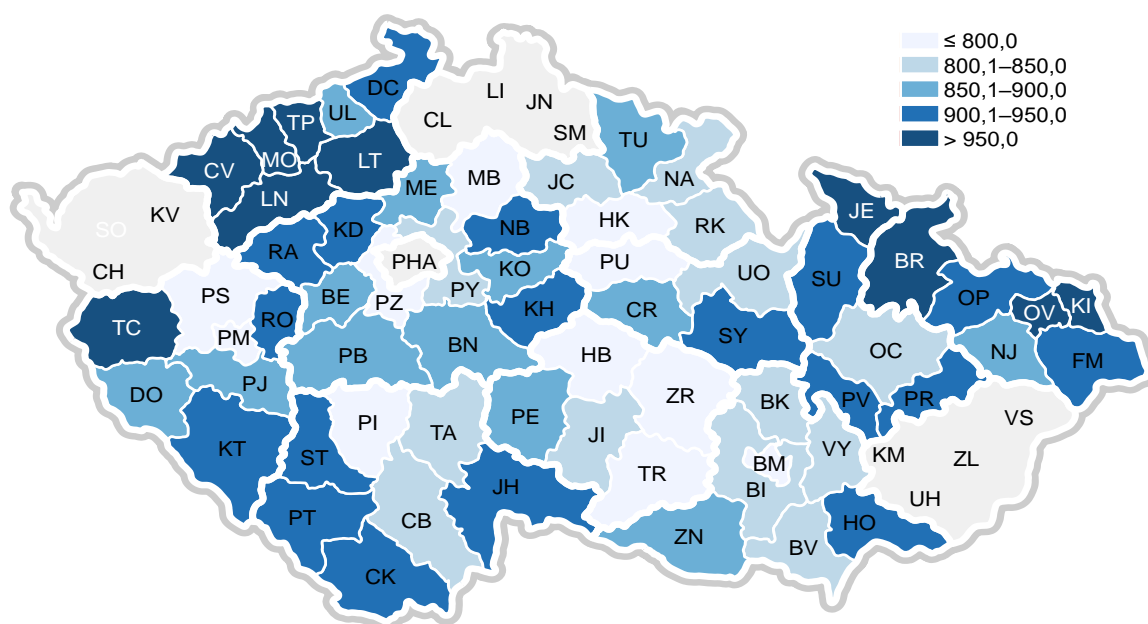 ≤ 800,0
800,1–850,0
850,1–900,0
900,1–950,0
> 950,0
DC
LI
JN
CL
SM
TP
UL
TU
MO
LT
CV
ME
MB
JC
NA
LN
KV
SO
KD
NB
HK
RK
JE
RA
CH
PHA
KO
PU
UO
SU
BR
PS
BE
PZ
PY
OP
TC
RO
KH
CR
OV
KI
PM
PB
BN
HB
SY
OC
NJ
FM
DO
PJ
PI
PE
ZR
BK
PV
PR
VS
KT
ST
TA
JI
VY
KM
ZL
BM
TR
BI
UH
PT
JH
CB
HO
ZN
BV
CK